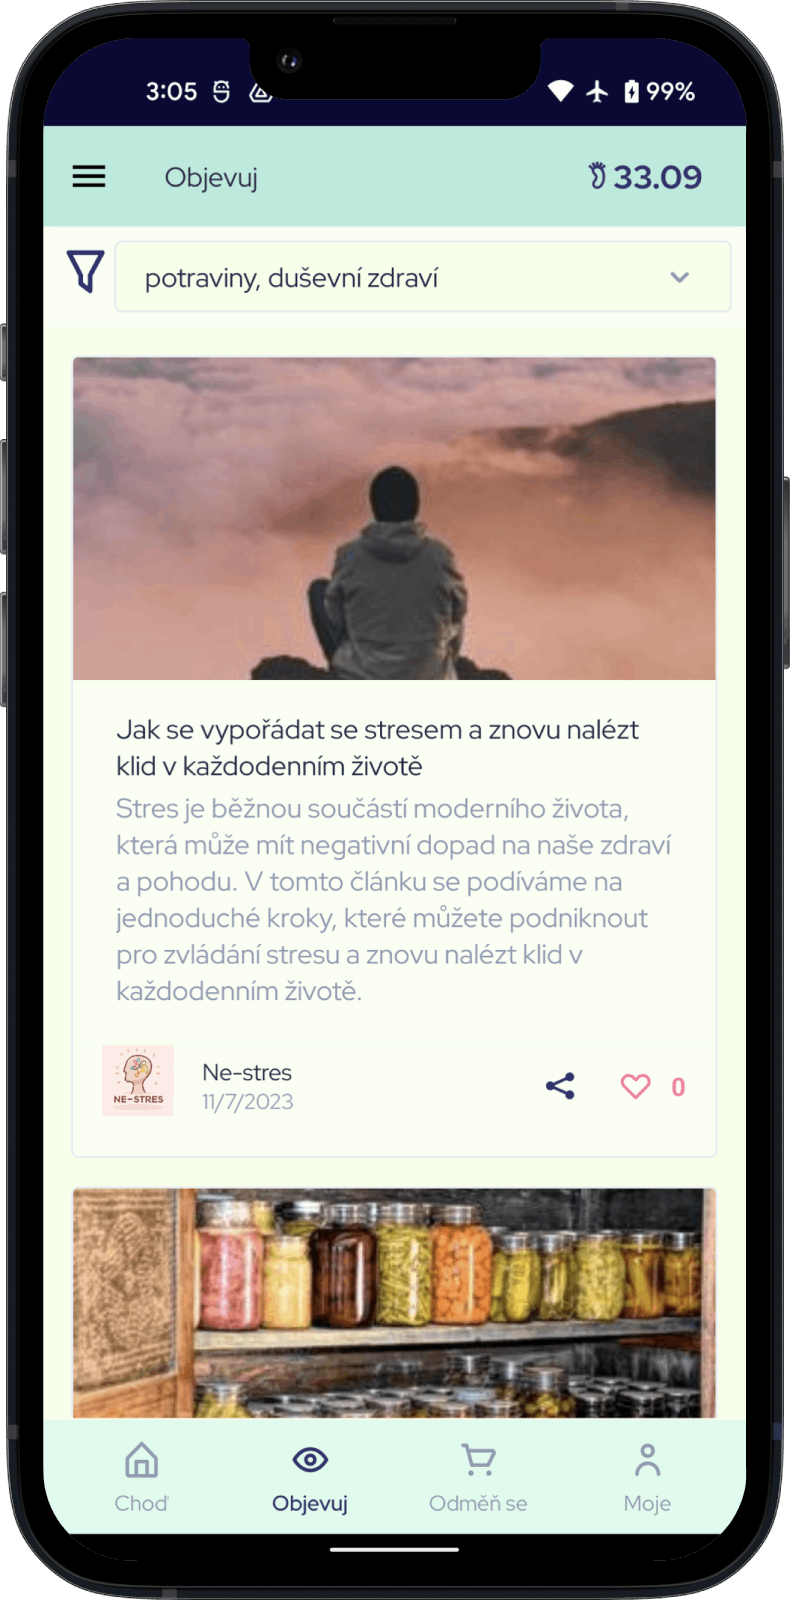 3:05
99%
Objevuj
33.09
potraviny, duševní zdraví
Jak se vypořádat se stresem a znovu nalézt
klid v každodenním životě
Stres je běžnou součástí moderního života,
která může mít negativní dopad na naše zdraví
a pohodu. V tomto článku se podíváme na
jednoduché kroky, které můžete podniknout
pro zvládání stresu a znovu nalézt klid v
každodenním životě.
NE-STRES
Ne-stres
11/7/2023
0
Choď
Objevuj
Odměň se
Moje